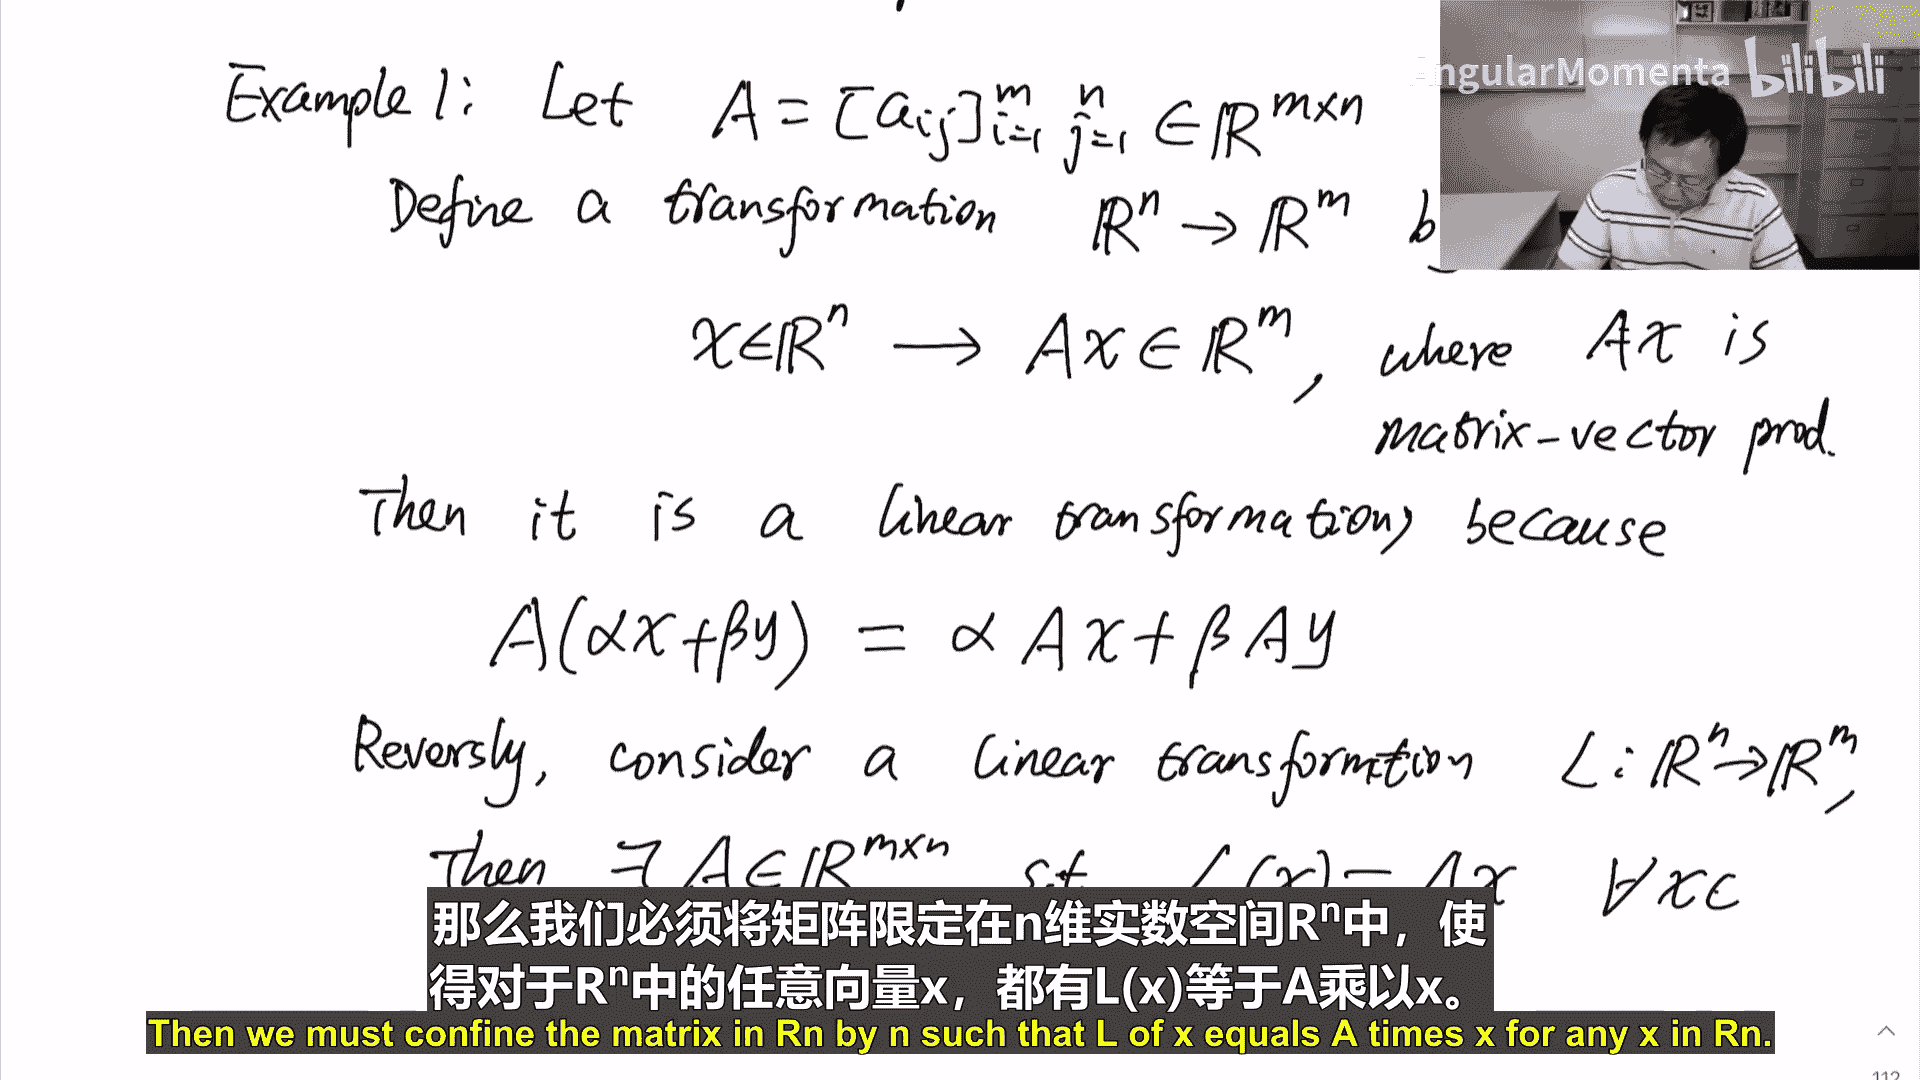 Example 1: Let A = [aij]ᵐi=1 ⁿj=1 ∈ ℝᵐˣⁿ
ngularMomenta bilibili
Define a transformation ℝⁿ → ℝᵐ b
x∈ℝⁿ → Ax ∈ ℝᵐ, where Ax is
matrix-vector prod.
Then it is a linear transformation, because
A(αx+βy) = αAx+βAy
Reversly, consider a linear transformation L: ℝⁿ→ℝᵐ,
Then ∃ A∈ℝᵐˣⁿ s.t. L(x) = Ax ∀x∈
那么我们必须将矩阵限定在n维实数空间Rⁿ中，使
得对于Rⁿ中的任意向量x，都有L(x)等于A乘以x。
Then we must confine the matrix in Rn by n such that L of x equals A times x for any x in Rn.